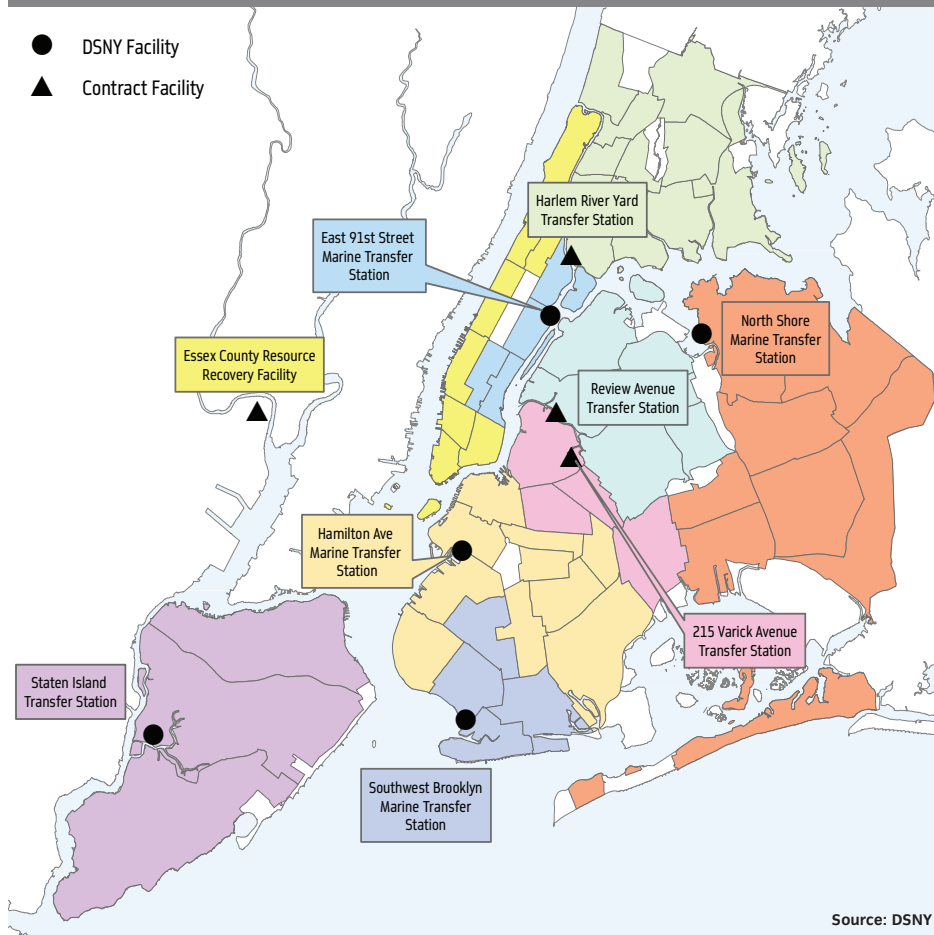 DSNY Facility
Contract Facility
Harlem River Yard
Transfer Station
East 91st Street
Marine Transfer
Station
North Shore
Marine Transfer
Station
Essex County Resource
Recovery Facility
Review Avenue
Transfer Station
Hamilton Ave
Marine Transfer
Station
215 Varick Avenue
Transfer Station
Staten Island
Transfer Station
Southwest Brooklyn
Marine Transfer
Station
Source: DSNY